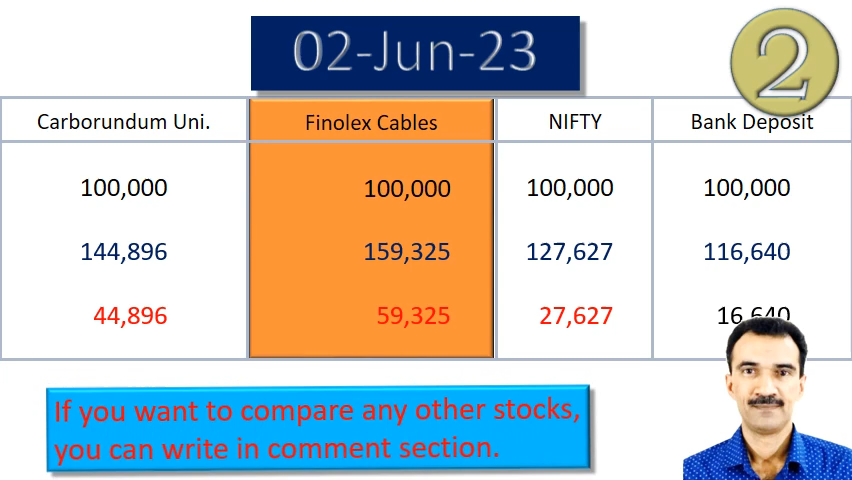 02-Jun-23
2
Carborundum Uni. Finolex Cables NIFTY Bank Deposit
100,000 100,000 100,000 100,000
144,896 159,325 127,627 116,640
44,896 59,325 27,627 16,640
If you want to compare any other stocks,
you can write in comment section.